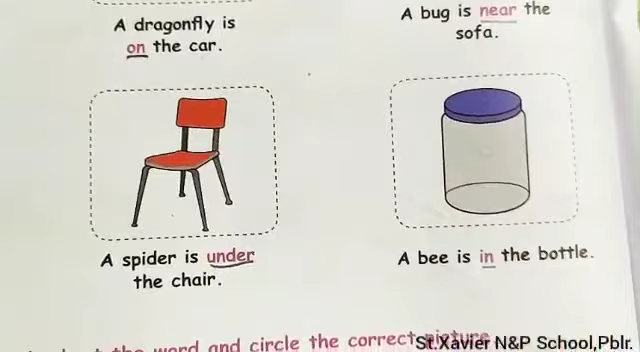 A dragonfly is
on the car.
A bug is near the
sofa.
A spider is under
the chair.
A bee is in the bottle.
the word and circle the correct picture
St.Xavier N&P School,Pblr.